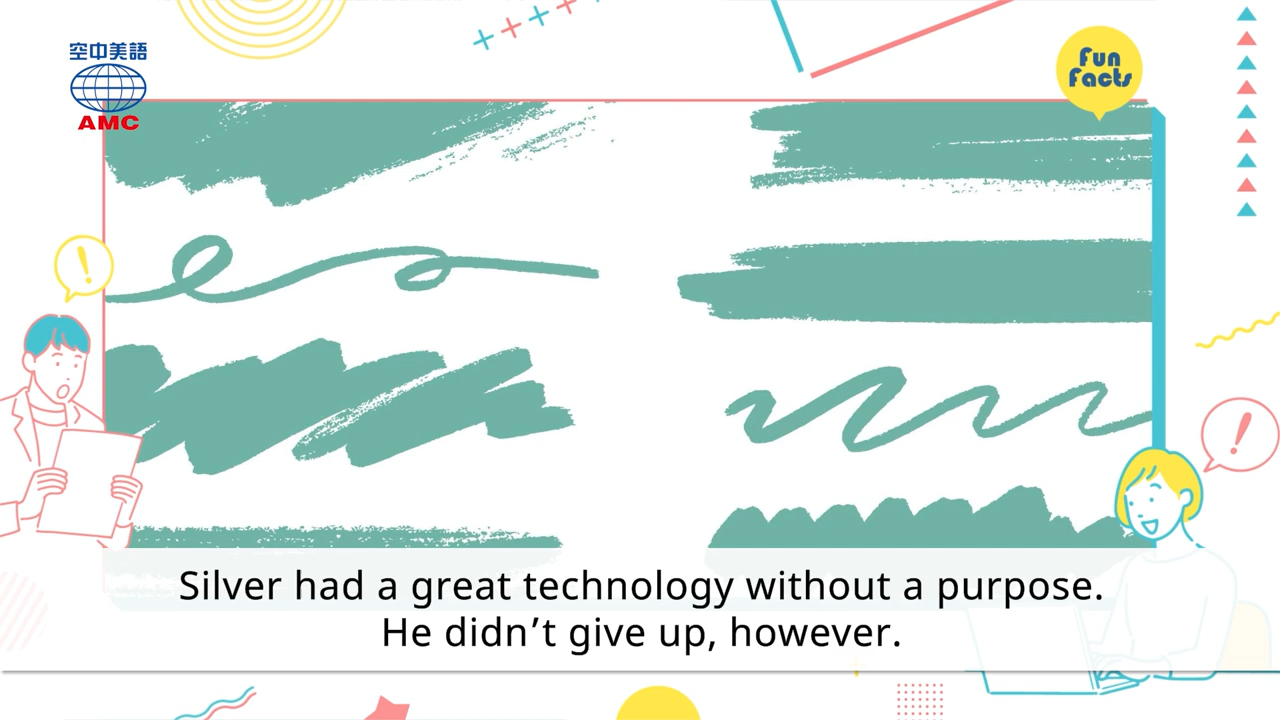 空中美語
AMC
Fun
Facts
Silver had a great technology without a purpose.
He didn’t give up, however.